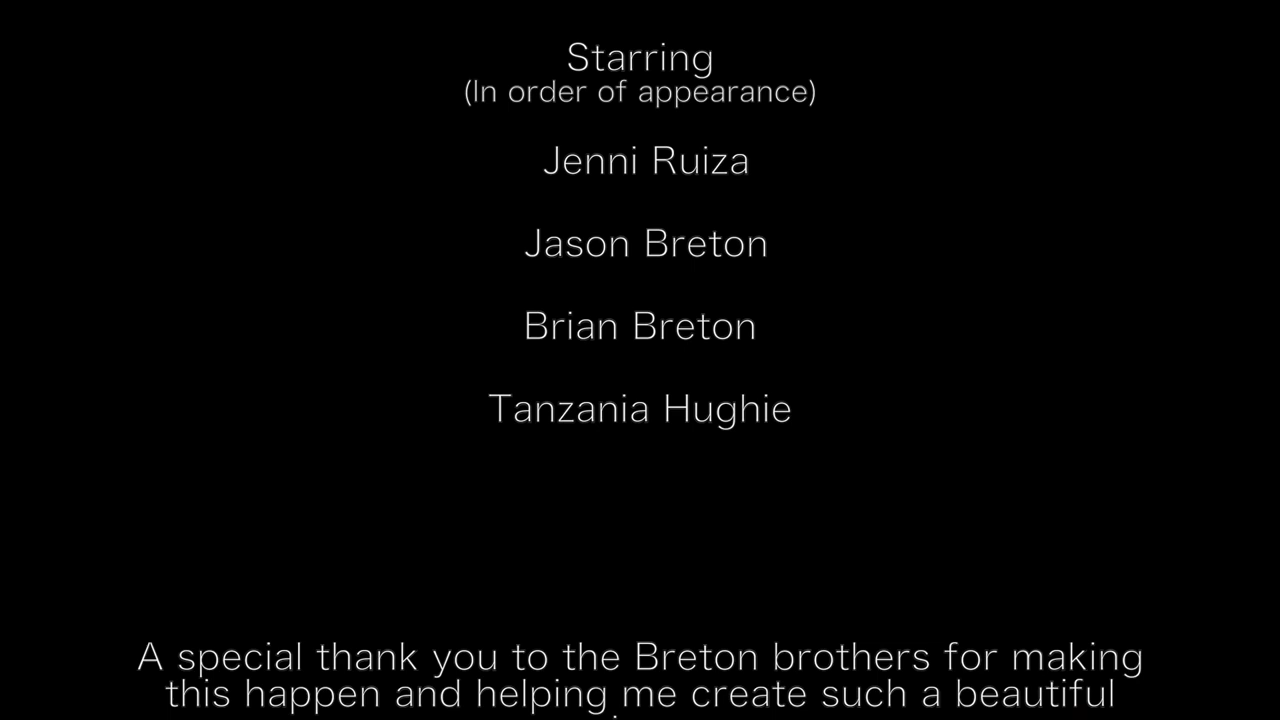 Starring
(In order of appearance)
Jenni Ruiza
Jason Breton
Brian Breton
Tanzania Hughie
A special thank you to the Breton brothers for making
this happen and helping me create such a beautiful